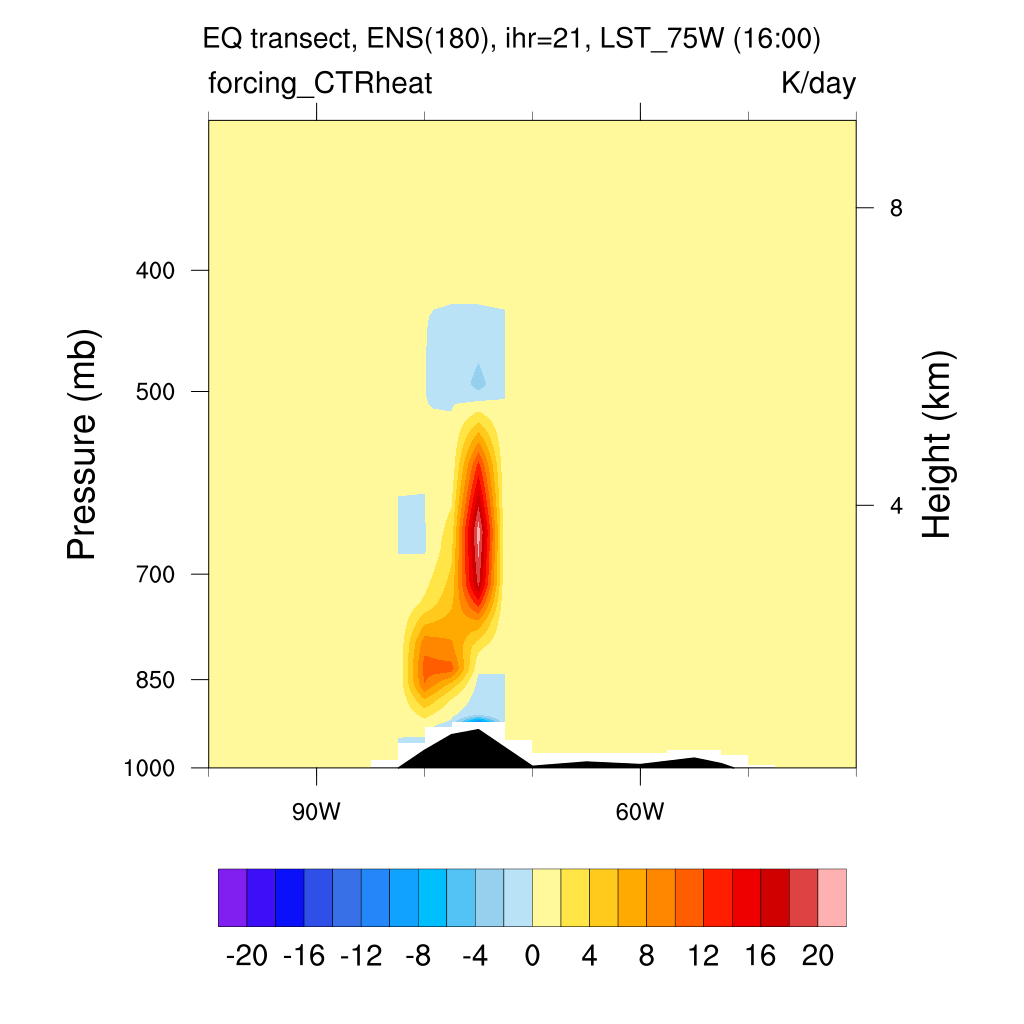 EQ transect, ENS(180), ihr=21, LST_75W (16:00)
forcing_CTRheat K/day
8
400
Pressure (mb)
Height (km)
500
4
700
850
1000
90W 60W
-20 -16 -12 -8 -4 0 4 8 12 16 20